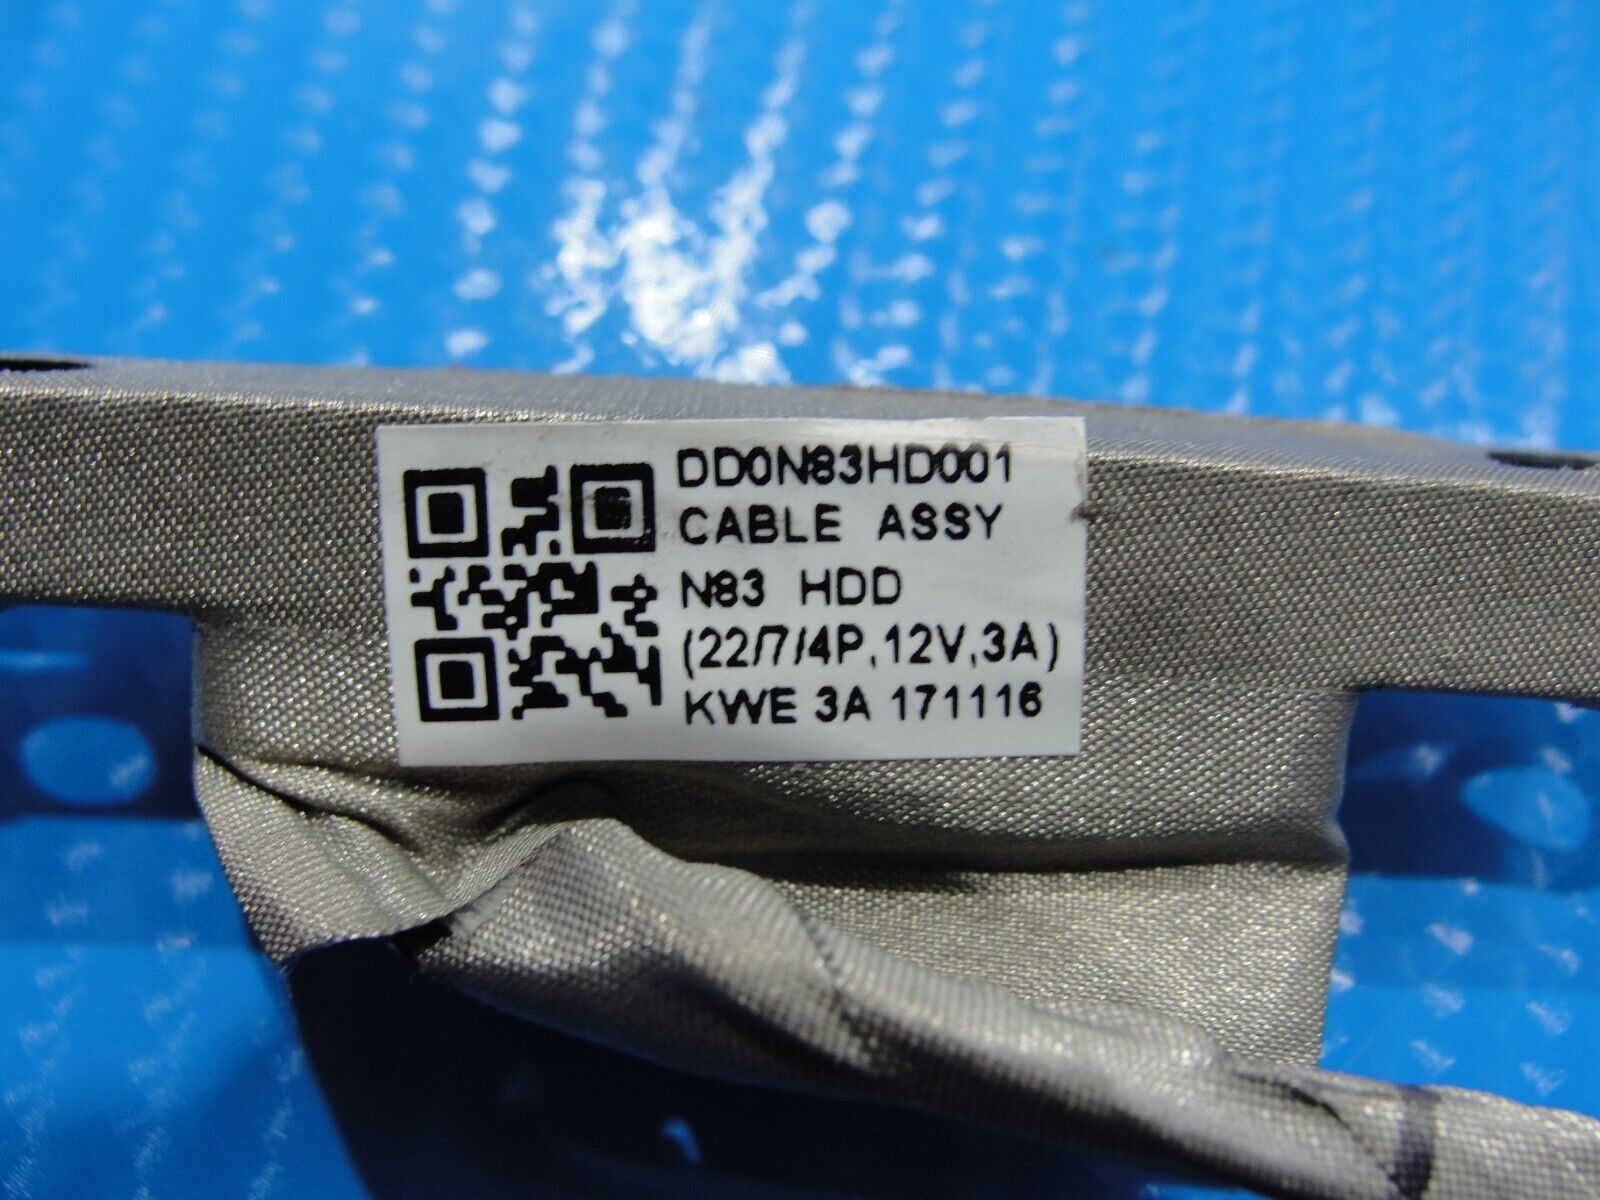 DD0N83HD001
CABLE ASSY
N83 HDD
(22/7/4P,12V,3A)
KWE 3A 171116